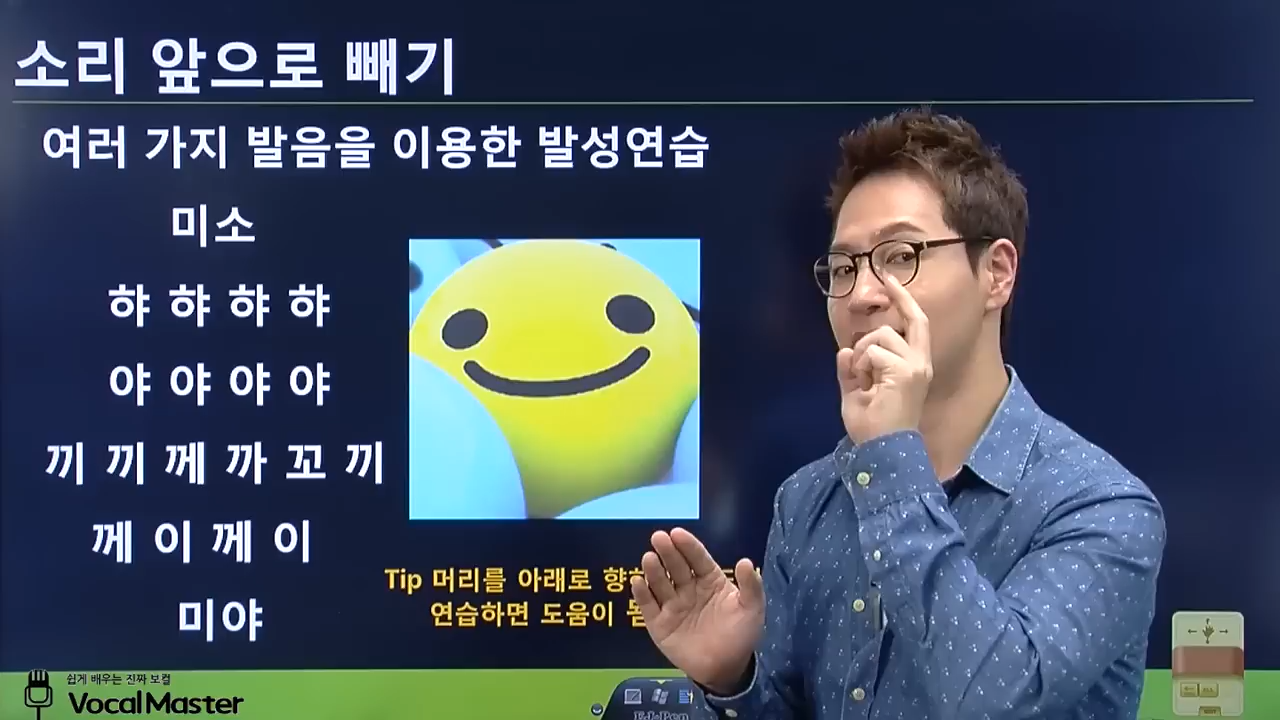 소리 앞으로 빼기
여러 가지 발음을 이용한 발성연습
미소
햐 햐 햐 햐
야 야 야 야
끼 끼 께 까 꼬 끼
께 이 께 이
미야
Tip 머리를 아래로
연습하면 도움이
쉽게 배우는 진짜 보컬
VocalMaster